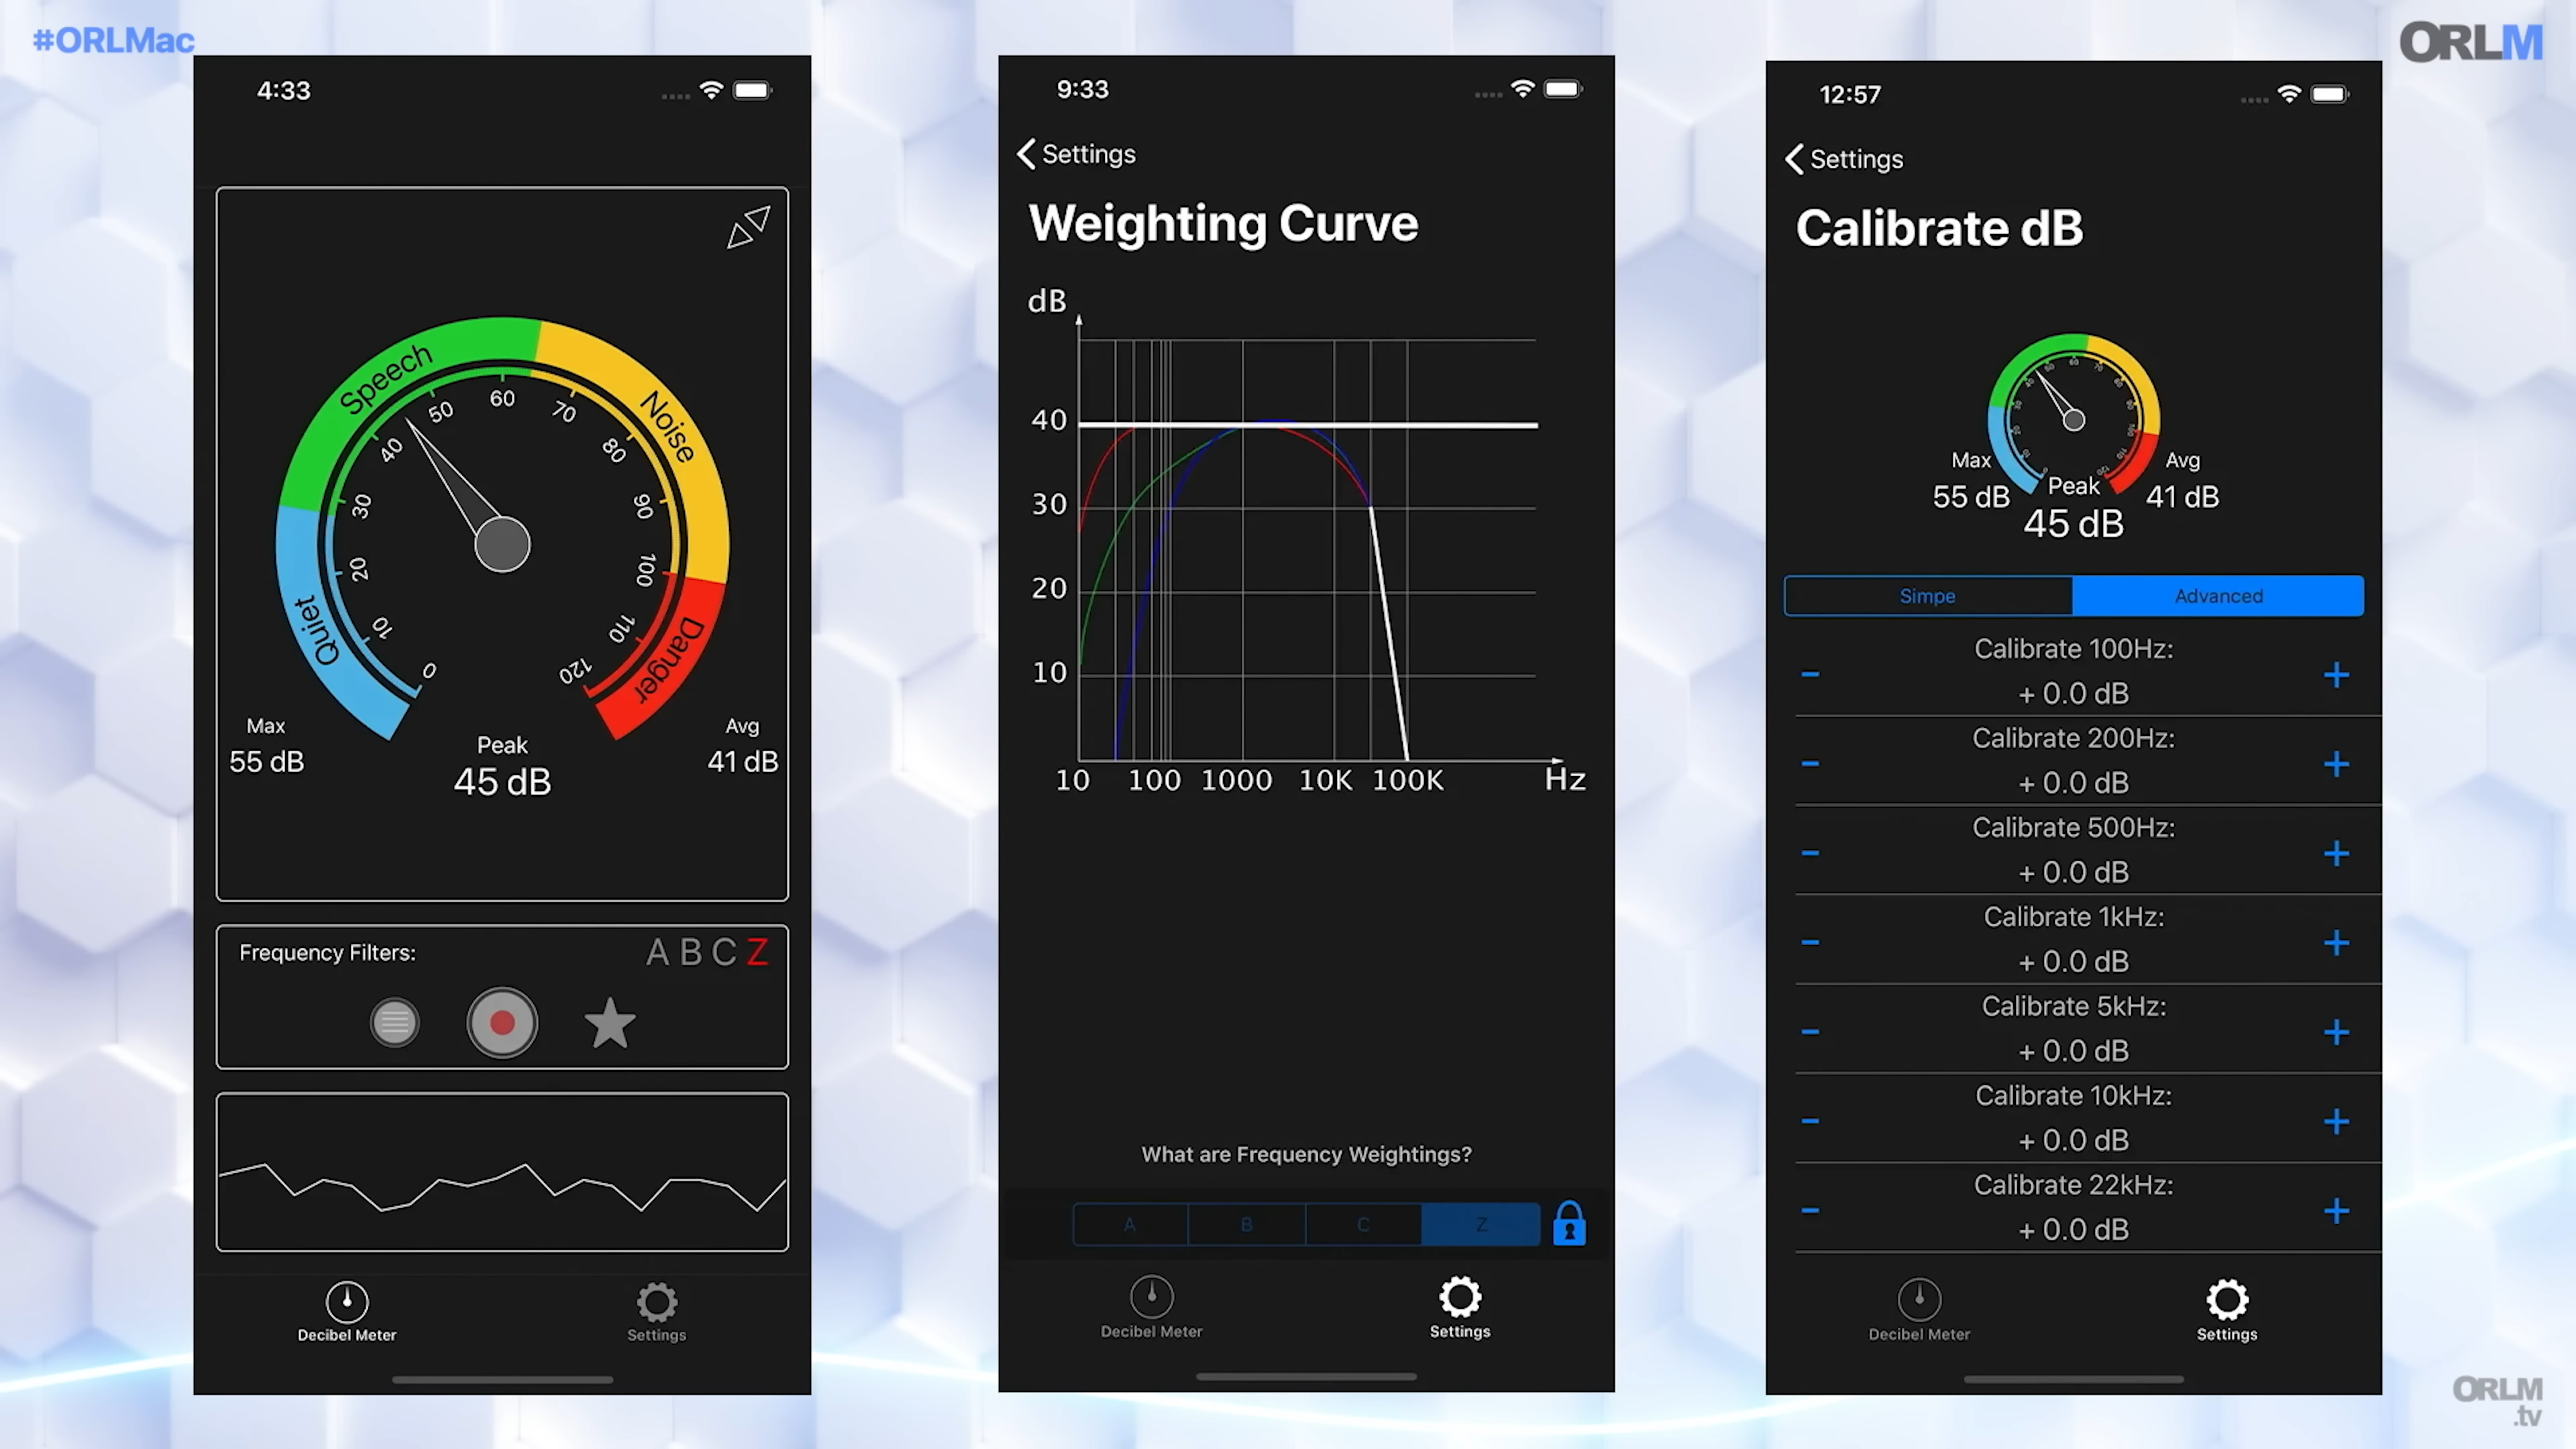 #ORLMac
ORLM
4:33
Speech
Noise
Quiet
Danger
0
10
20
30
40
50
60
70
80
90
100
110
120
Max
55 dB
Peak
45 dB
Avg
41 dB
Frequency Filters:
A B C Z
Decibel Meter
Settings
9:33
Settings
Weighting Curve
dB
40
30
20
10
10 100 1000 10K 100K Hz
What are Frequency Weightings?
A B C Z
Decibel Meter
Settings
12:57
Settings
Calibrate dB
Max
55 dB
Peak
45 dB
Avg
41 dB
Simpe
Advanced
Calibrate 100Hz:
- + 0.0 dB +
Calibrate 200Hz:
- + 0.0 dB +
Calibrate 500Hz:
- + 0.0 dB +
Calibrate 1kHz:
- + 0.0 dB +
Calibrate 5kHz:
- + 0.0 dB +
Calibrate 10kHz:
- + 0.0 dB +
Calibrate 22kHz:
- + 0.0 dB +
Decibel Meter
Settings
ORLM
.tv